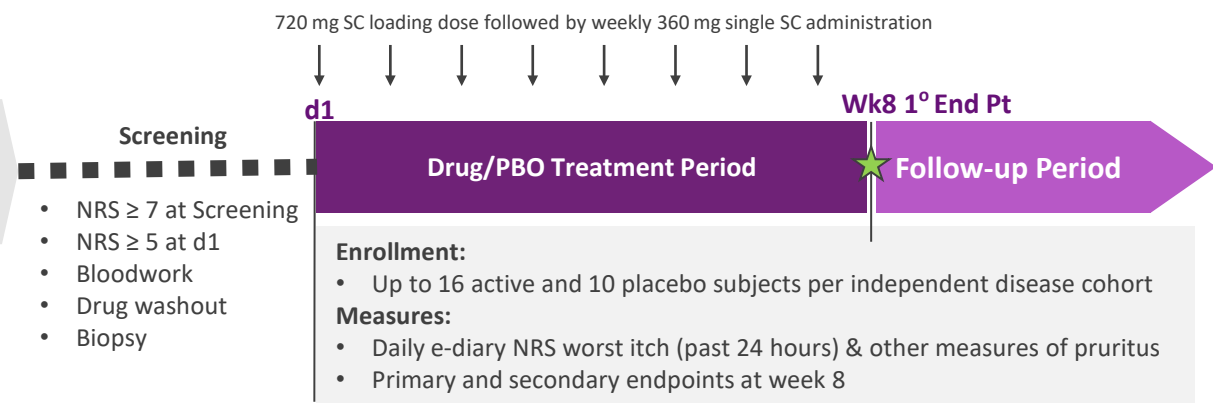 720 mg SC loading dose followed by weekly 360 mg single SC administration
d1
Wk8 1º End Pt
Screening
Drug/PBO Treatment Period
Follow-up Period
• NRS ≥ 7 at Screening
• NRS ≥ 5 at d1
• Bloodwork
• Drug washout
• Biopsy
Enrollment:
• Up to 16 active and 10 placebo subjects per independent disease cohort
Measures:
• Daily e-diary NRS worst itch (past 24 hours) & other measures of pruritus
• Primary and secondary endpoints at week 8